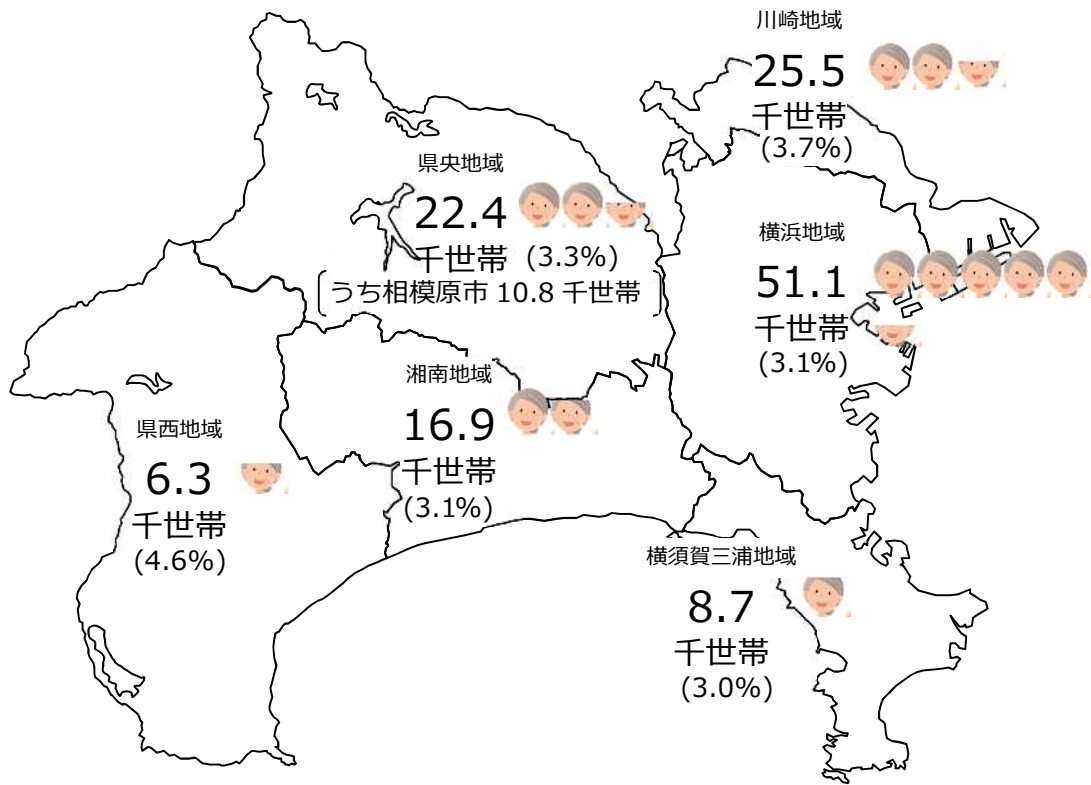 川崎地域
25.5
千世帯
(3.7%)
県央地域
22.4
千世帯 (3.3%)
うち相模原市 10.8 千世帯
横浜地域
51.1
千世帯
(3.1%)
湘南地域
16.9
千世帯
(3.1%)
県西地域
6.3
千世帯
(4.6%)
横須賀三浦地域
8.7
千世帯
(3.0%)